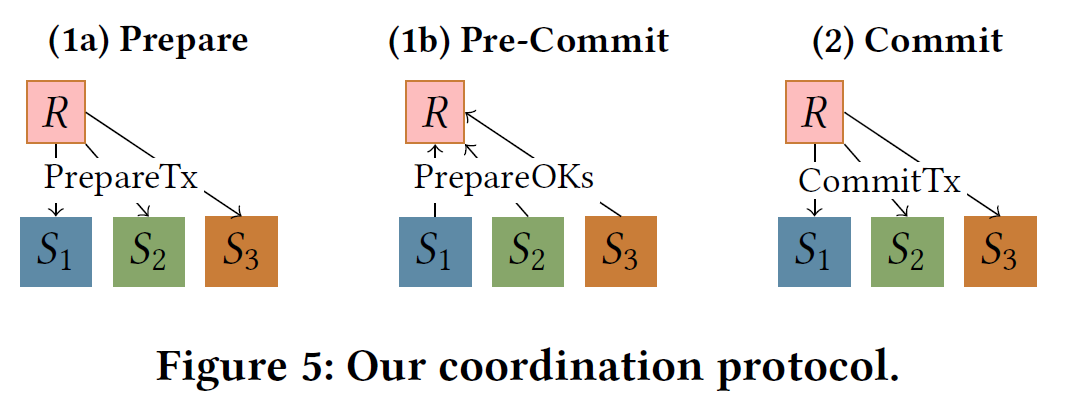 (1a) Prepare (1b) Pre-Commit (2) Commit
R R R
PrepareTx PrepareOKs CommitTx
S1 S2 S3 S1 S2 S3 S1 S2 S3
Figure 5: Our coordination protocol.